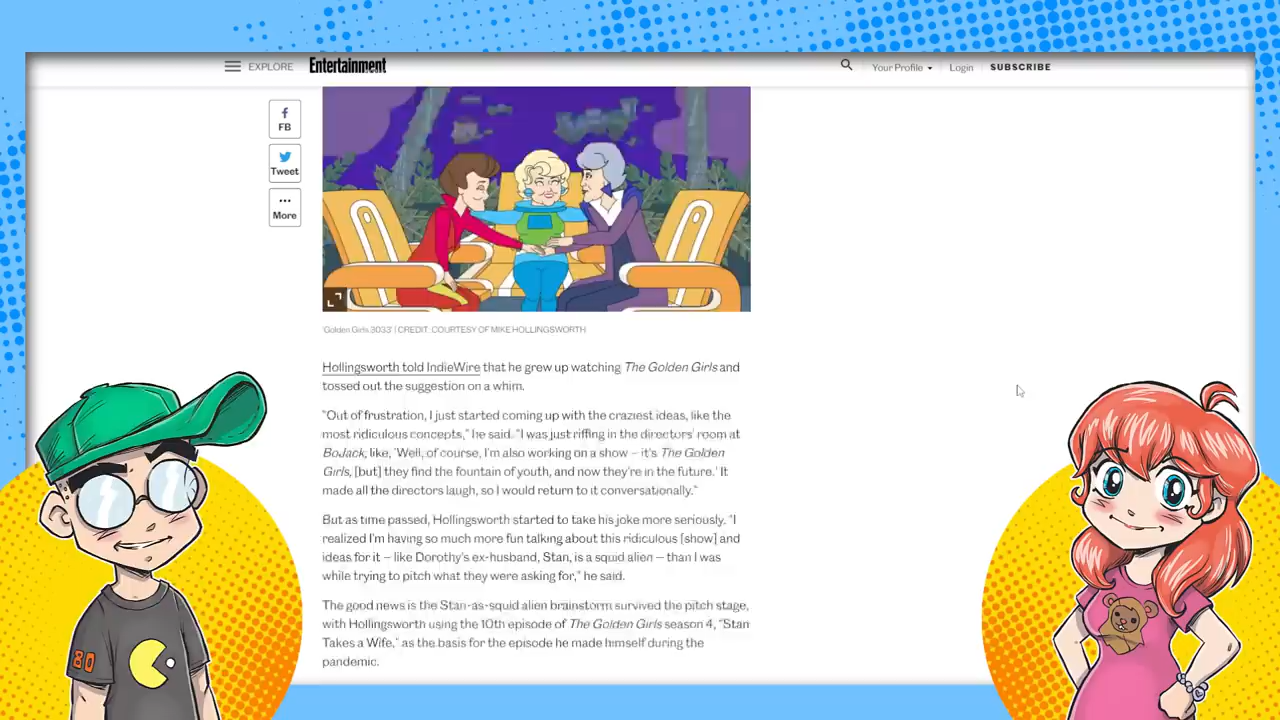 EXPLORE
Entertainment
Your Profile
Login
SUBSCRIBE
FB
Tweet
More
'Golden Girls 3033' | CREDIT: COURTESY OF MIKE HOLLINGSWORTH
Hollingsworth told IndieWire that he grew up watching The Golden Girls and
tossed out the suggestion on a whim.
"Out of frustration, I just started coming up with the craziest ideas, like the
most ridiculous concepts," he said. "I was just riffing in the directors' room at
BoJack, like, 'Well, of course, I'm also working on a show – it's The Golden
Girls, [but] they find the fountain of youth, and now they're in the future.' It
made all the directors laugh, so I would return to it conversationally."
But as time passed, Hollingsworth started to take his joke more seriously. "I
realized I'm having so much more fun talking about this ridiculous [show] and
ideas for it – like Dorothy's ex-husband, Stan, is a squid alien – than I was
while trying to pitch what they were asking for," he said.
The good news is the Stan-as-squid alien brainstorm survived the pitch stage,
with Hollingsworth using the 10th episode of The Golden Girls season 4, "Stan
Takes a Wife," as the basis for the episode he made himself during the
pandemic.
80